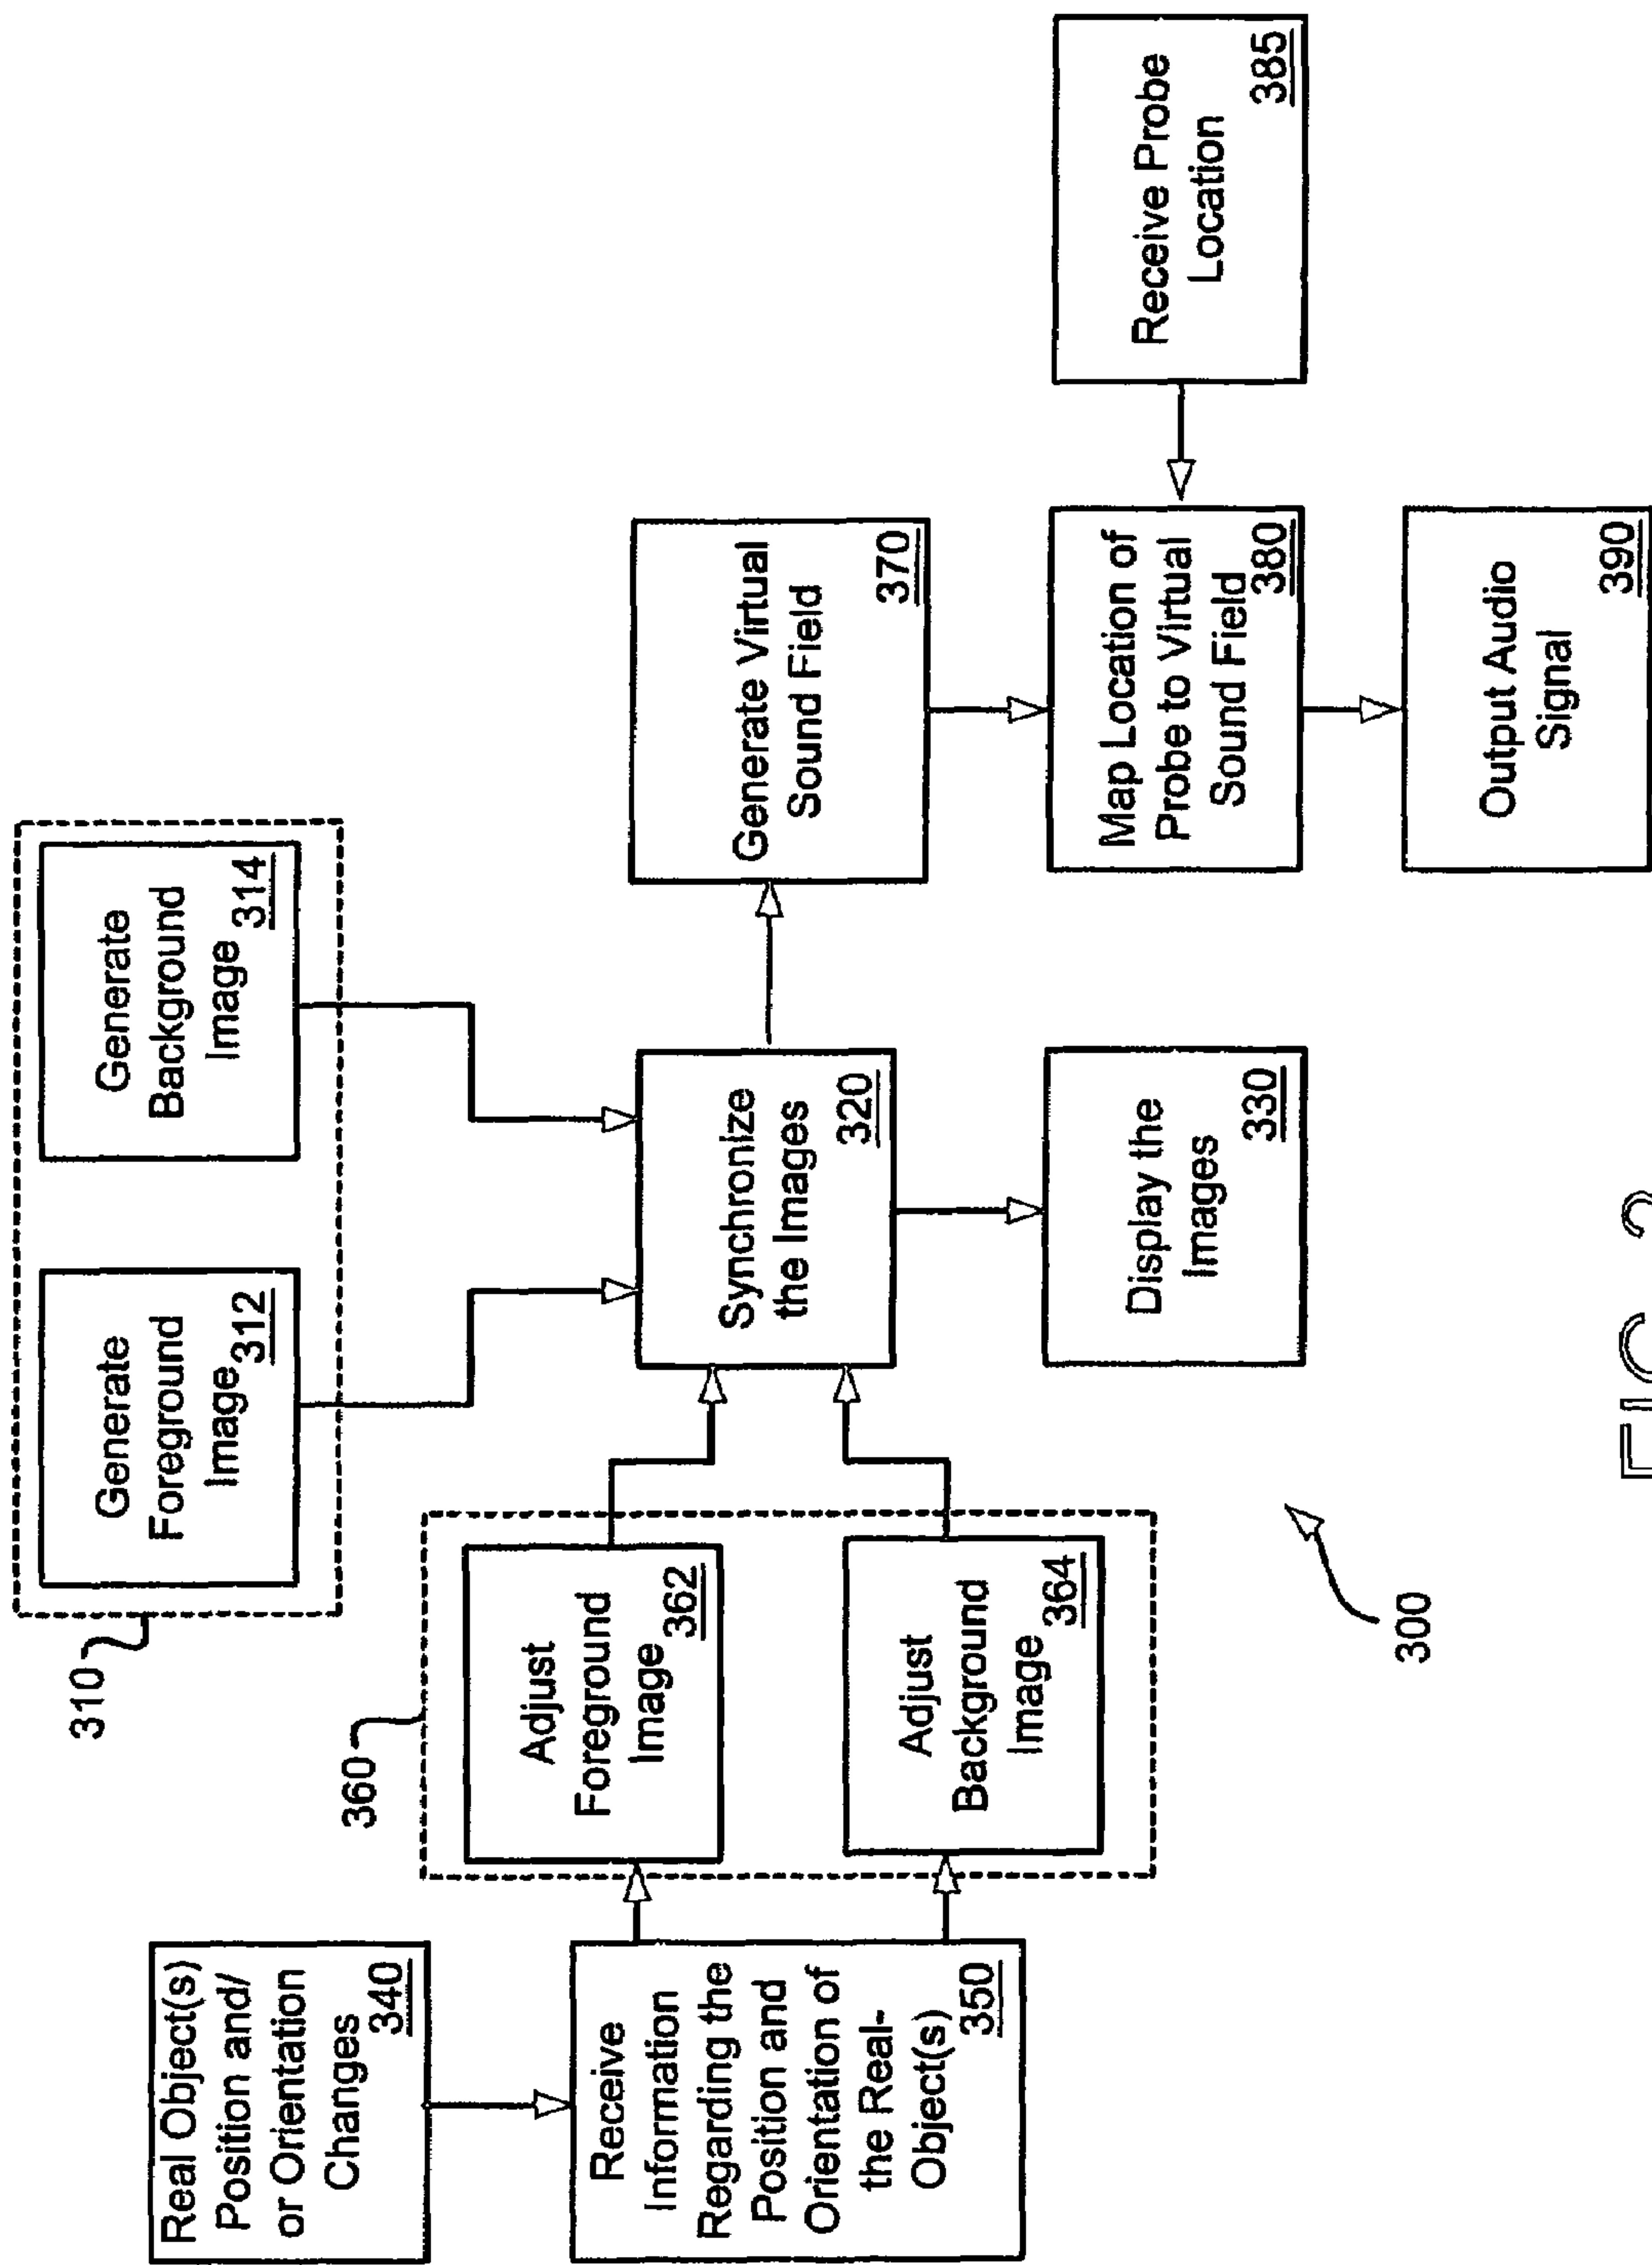 310
Generate
Foreground
Image
312
Generate
Background
Image
314
Real Object(s)
Position and/
or Orientation
Changes
340
360
Receive
Information
Regarding the
Position and
Orientation of
the Real-
Object(s)
350
Adjust
Foreground
Image
362
Adjust
Background
Image
364
Synchronize
the Images
320
Generate Virtual
Sound Field
370
Display the
Images
330
Map Location of
Probe to Virtual
Sound Field
380
Receive Probe
Location
385
Output Audio
Signal
390
300